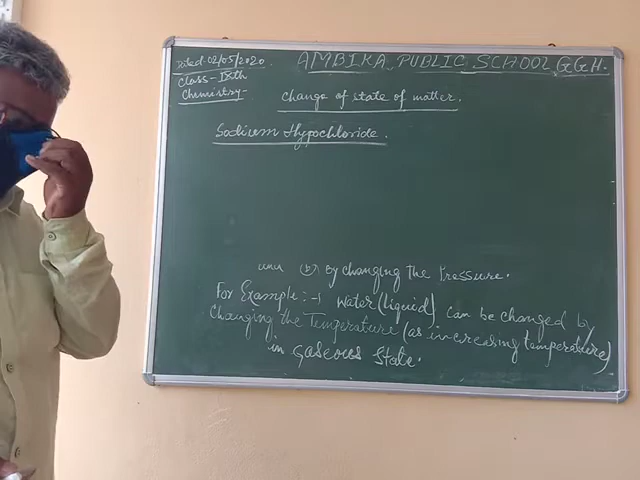 Dated:-02/05/2020. AMBIKA PUBLIC SCHOOL GGH.
Class-IXth
Chemistry- Change of state of matter.
Sodium Hypochloride.
(b) By changing the Pressure.
For Example:-1 Water (Liquid) can be changed by
Changing the Temperature (as increasing temperature)
in gaseous state.